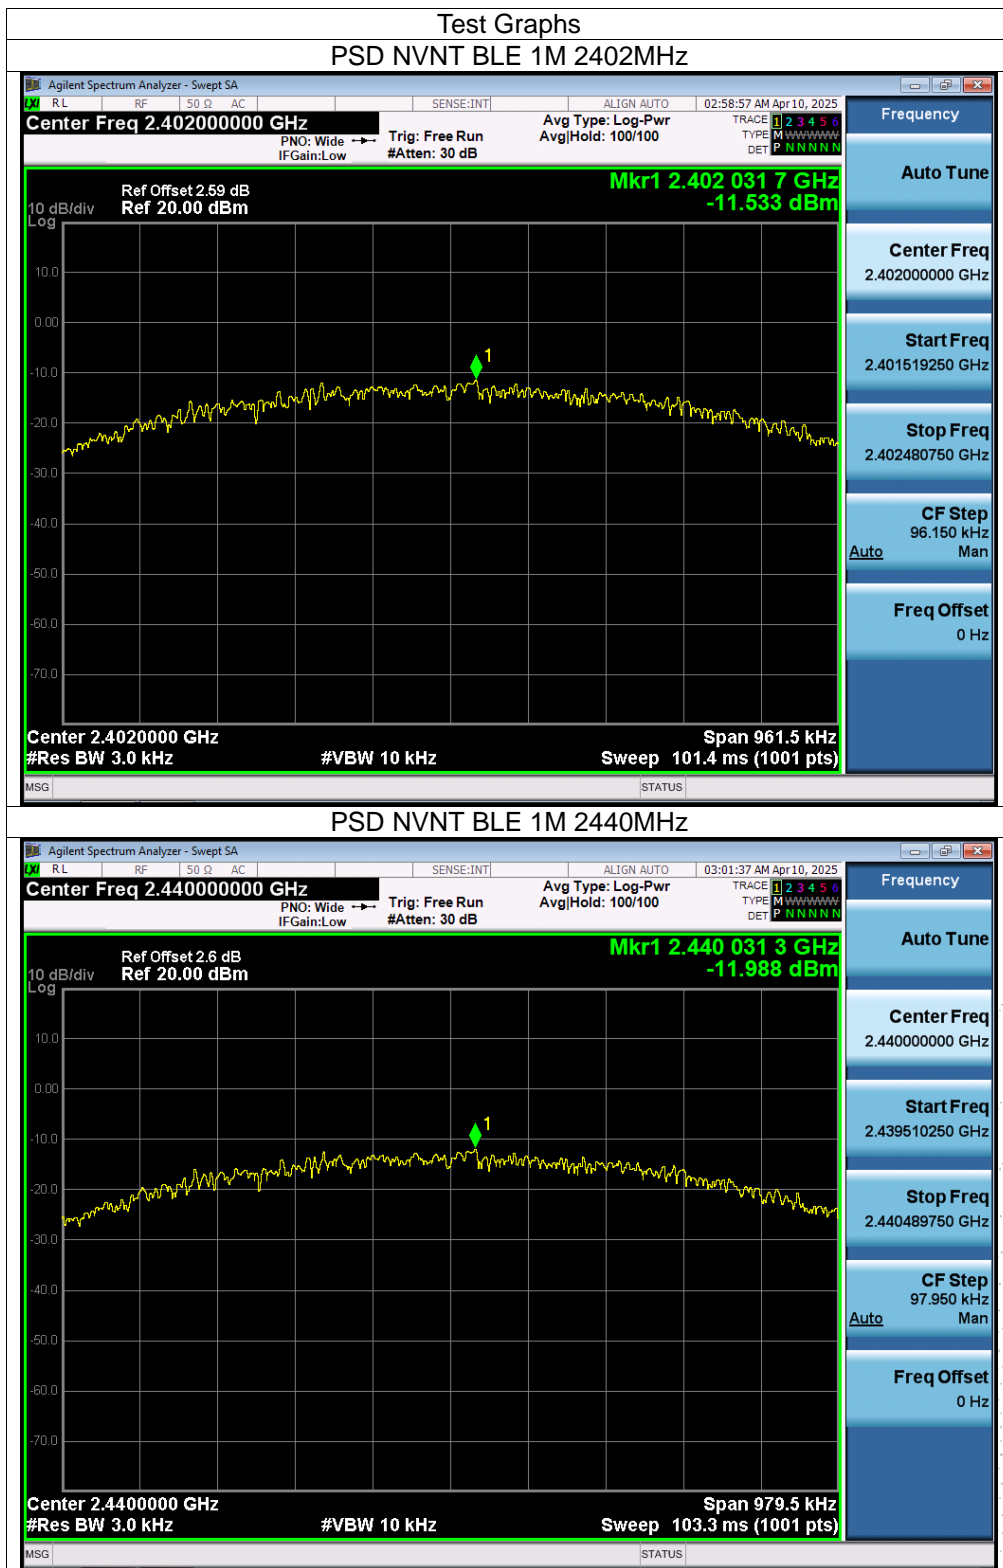 Test Graphs
PSD NVNT BLE 1M 2402MHz
Agilent Spectrum Analyzer - Swept SA
LXI RL RF 50 Ω AC SENSE:INT ALIGN AUTO 02:58:57 AM Apr 10, 2025
Center Freq 2.402000000 GHz
PNO: Wide
IFGain:Low
Trig: Free Run
#Atten: 30 dB
Avg Type: Log-Pwr
Avg|Hold: 100/100
TRACE 1 2 3 4 5 6
TYPE M WWWWW
DET P N N N N N
Ref Offset 2.59 dB
10 dB/div Ref 20.00 dBm
Log
Mkr1 2.402 031 7 GHz
-11.533 dBm
10.0
0.00
-10.0
-20.0
-30.0
-40.0
-50.0
-60.0
-70.0
1
Center 2.4020000 GHz Span 961.5 kHz
#Res BW 3.0 kHz #VBW 10 kHz Sweep 101.4 ms (1001 pts)
MSG STATUS
Frequency
Auto Tune
Center Freq
2.402000000 GHz
Start Freq
2.401519250 GHz
Stop Freq
2.402480750 GHz
CF Step
96.150 kHz
Auto Man
Freq Offset
0 Hz
PSD NVNT BLE 1M 2440MHz
Agilent Spectrum Analyzer - Swept SA
LXI RL RF 50 Ω AC SENSE:INT ALIGN AUTO 03:01:37 AM Apr 10, 2025
Center Freq 2.440000000 GHz
PNO: Wide
IFGain:Low
Trig: Free Run
#Atten: 30 dB
Avg Type: Log-Pwr
Avg|Hold: 100/100
TRACE 1 2 3 4 5 6
TYPE M WWWWW
DET P N N N N N
Ref Offset 2.6 dB
10 dB/div Ref 20.00 dBm
Log
Mkr1 2.440 031 3 GHz
-11.988 dBm
10.0
0.00
-10.0
-20.0
-30.0
-40.0
-50.0
-60.0
-70.0
1
Center 2.4400000 GHz Span 979.5 kHz
#Res BW 3.0 kHz #VBW 10 kHz Sweep 103.3 ms (1001 pts)
MSG STATUS
Frequency
Auto Tune
Center Freq
2.440000000 GHz
Start Freq
2.439510250 GHz
Stop Freq
2.440489750 GHz
CF Step
97.950 kHz
Auto Man
Freq Offset
0 Hz